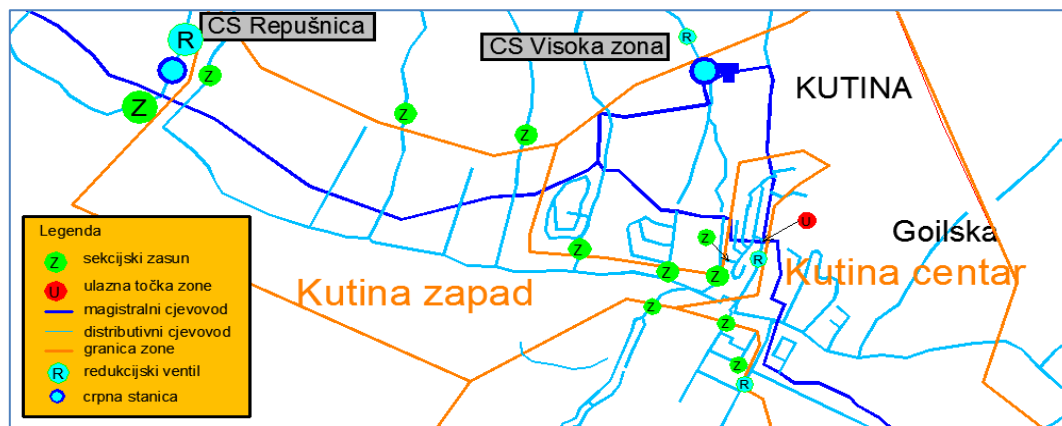 R
CS Repušnica
CS Visoka zona
R
Z
Z
Z
Z
KUTINA
U
Goilska
Z
Z
Z
Z
R
Kutina zapad
Kutina centar
Z
Z
Z
R
Legenda
Z sekcijski zasun
U ulazna točka zone
magistralni cjevovod
distributivni cjevovod
granica zone
R redukcijski ventil
crpna stanica